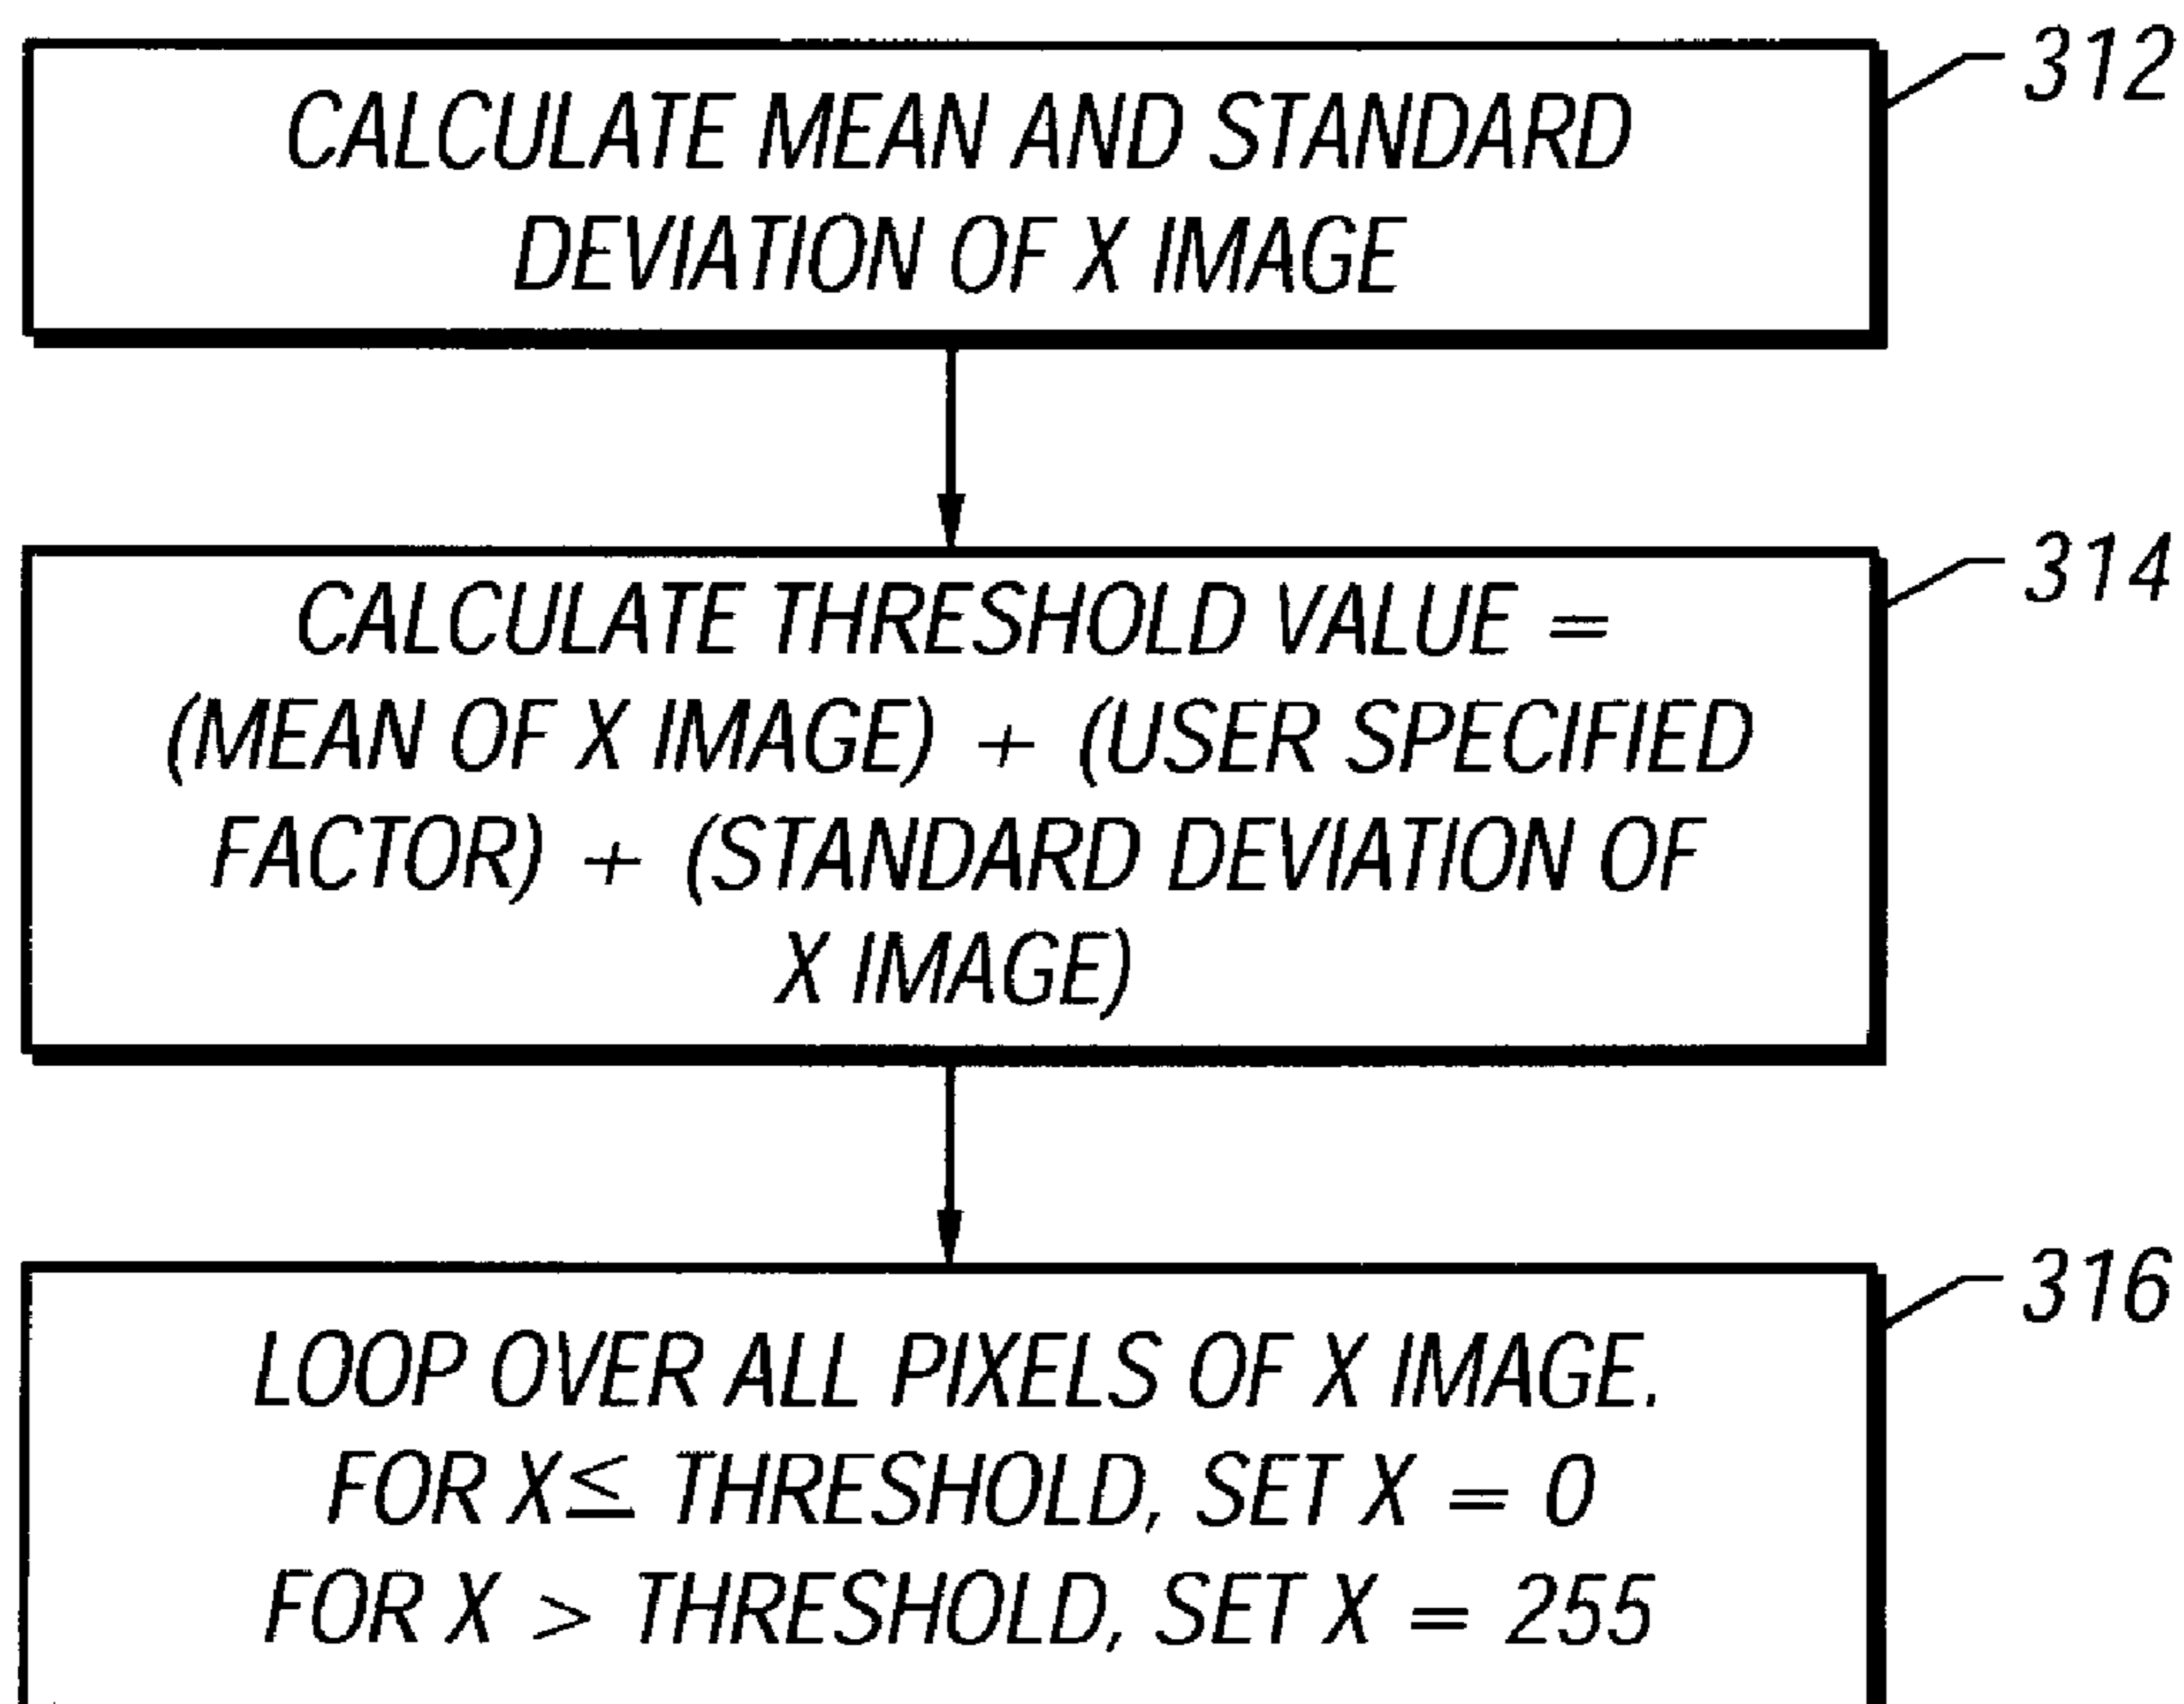 312
CALCULATE MEAN AND STANDARD
DEVIATION OF X IMAGE
314
CALCULATE THRESHOLD VALUE =
(MEAN OF X IMAGE) + (USER SPECIFIED
FACTOR) + (STANDARD DEVIATION OF
X IMAGE)
316
LOOP OVER ALL PIXELS OF X IMAGE.
FOR X≤ THRESHOLD, SET X = 0
FOR X > THRESHOLD, SET X = 255